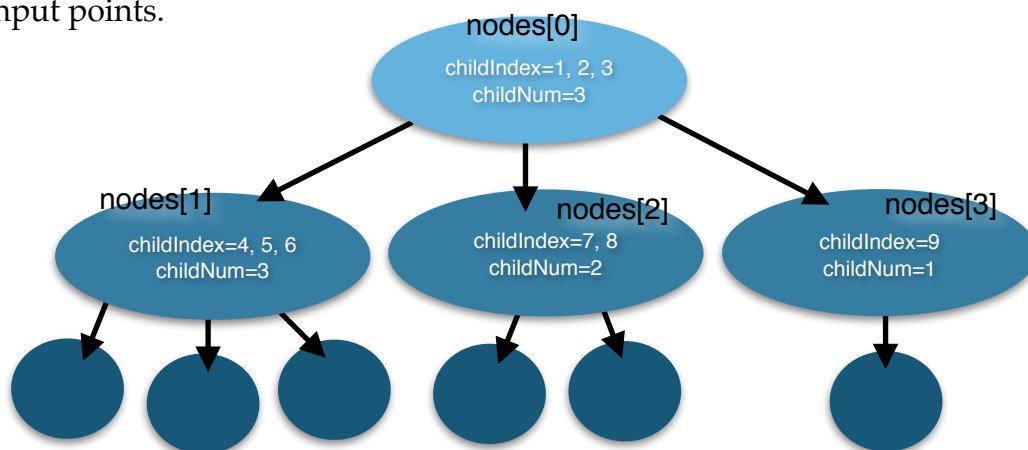 nput points.
nodes[0]
childIndex=1, 2, 3
childNum=3
nodes[1]
childIndex=4, 5, 6
childNum=3
nodes[2]
childIndex=7, 8
childNum=2
nodes[3]
childIndex=9
childNum=1